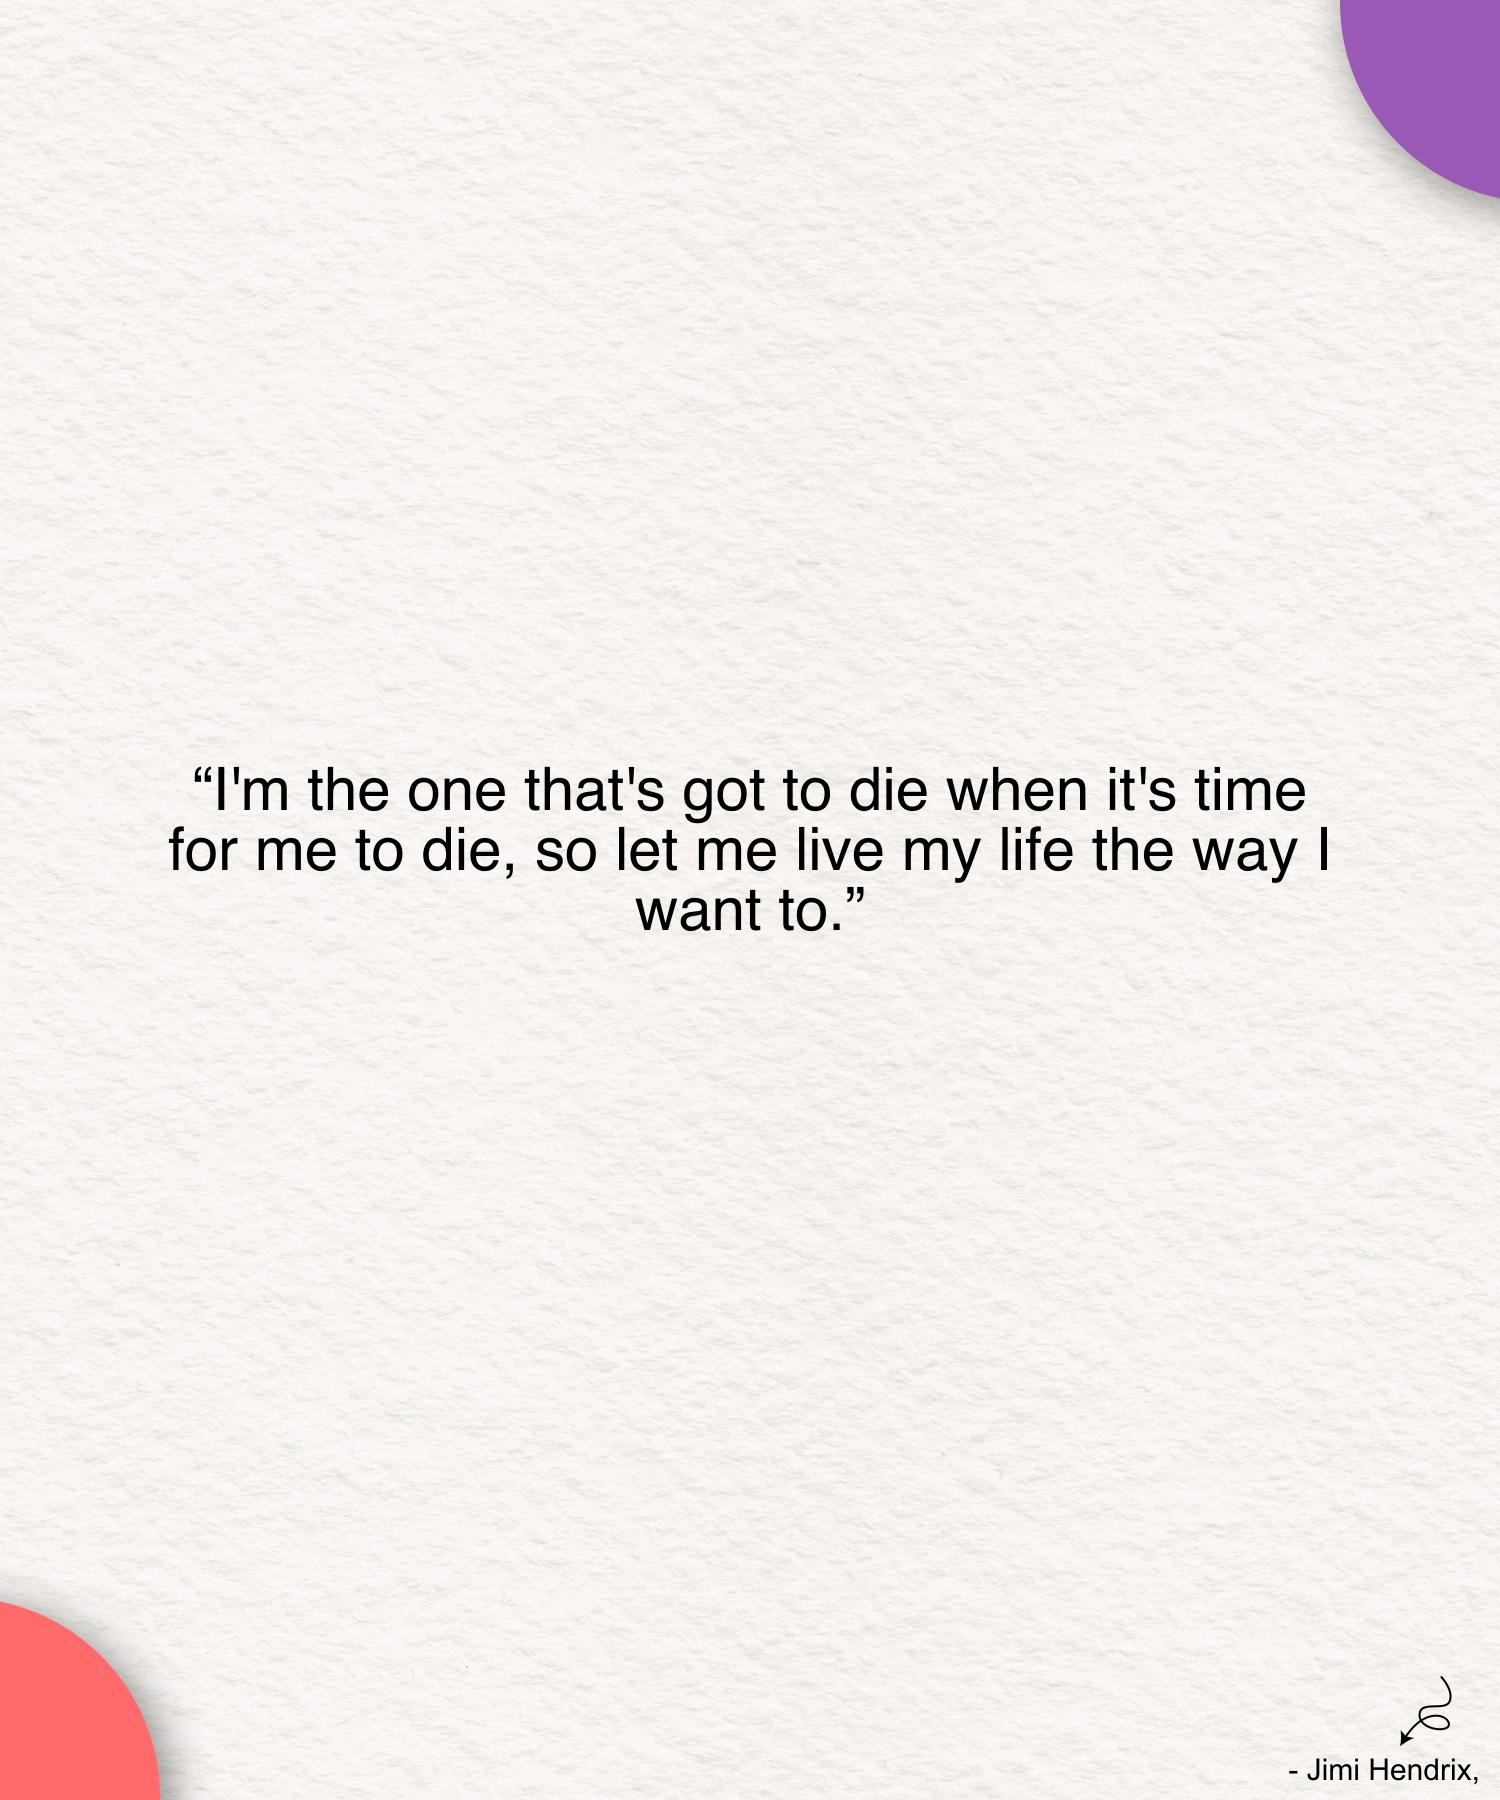 “I'm the one that's got to die when it's time
for me to die, so let me live my life the way I
want to.”
- Jimi Hendrix,